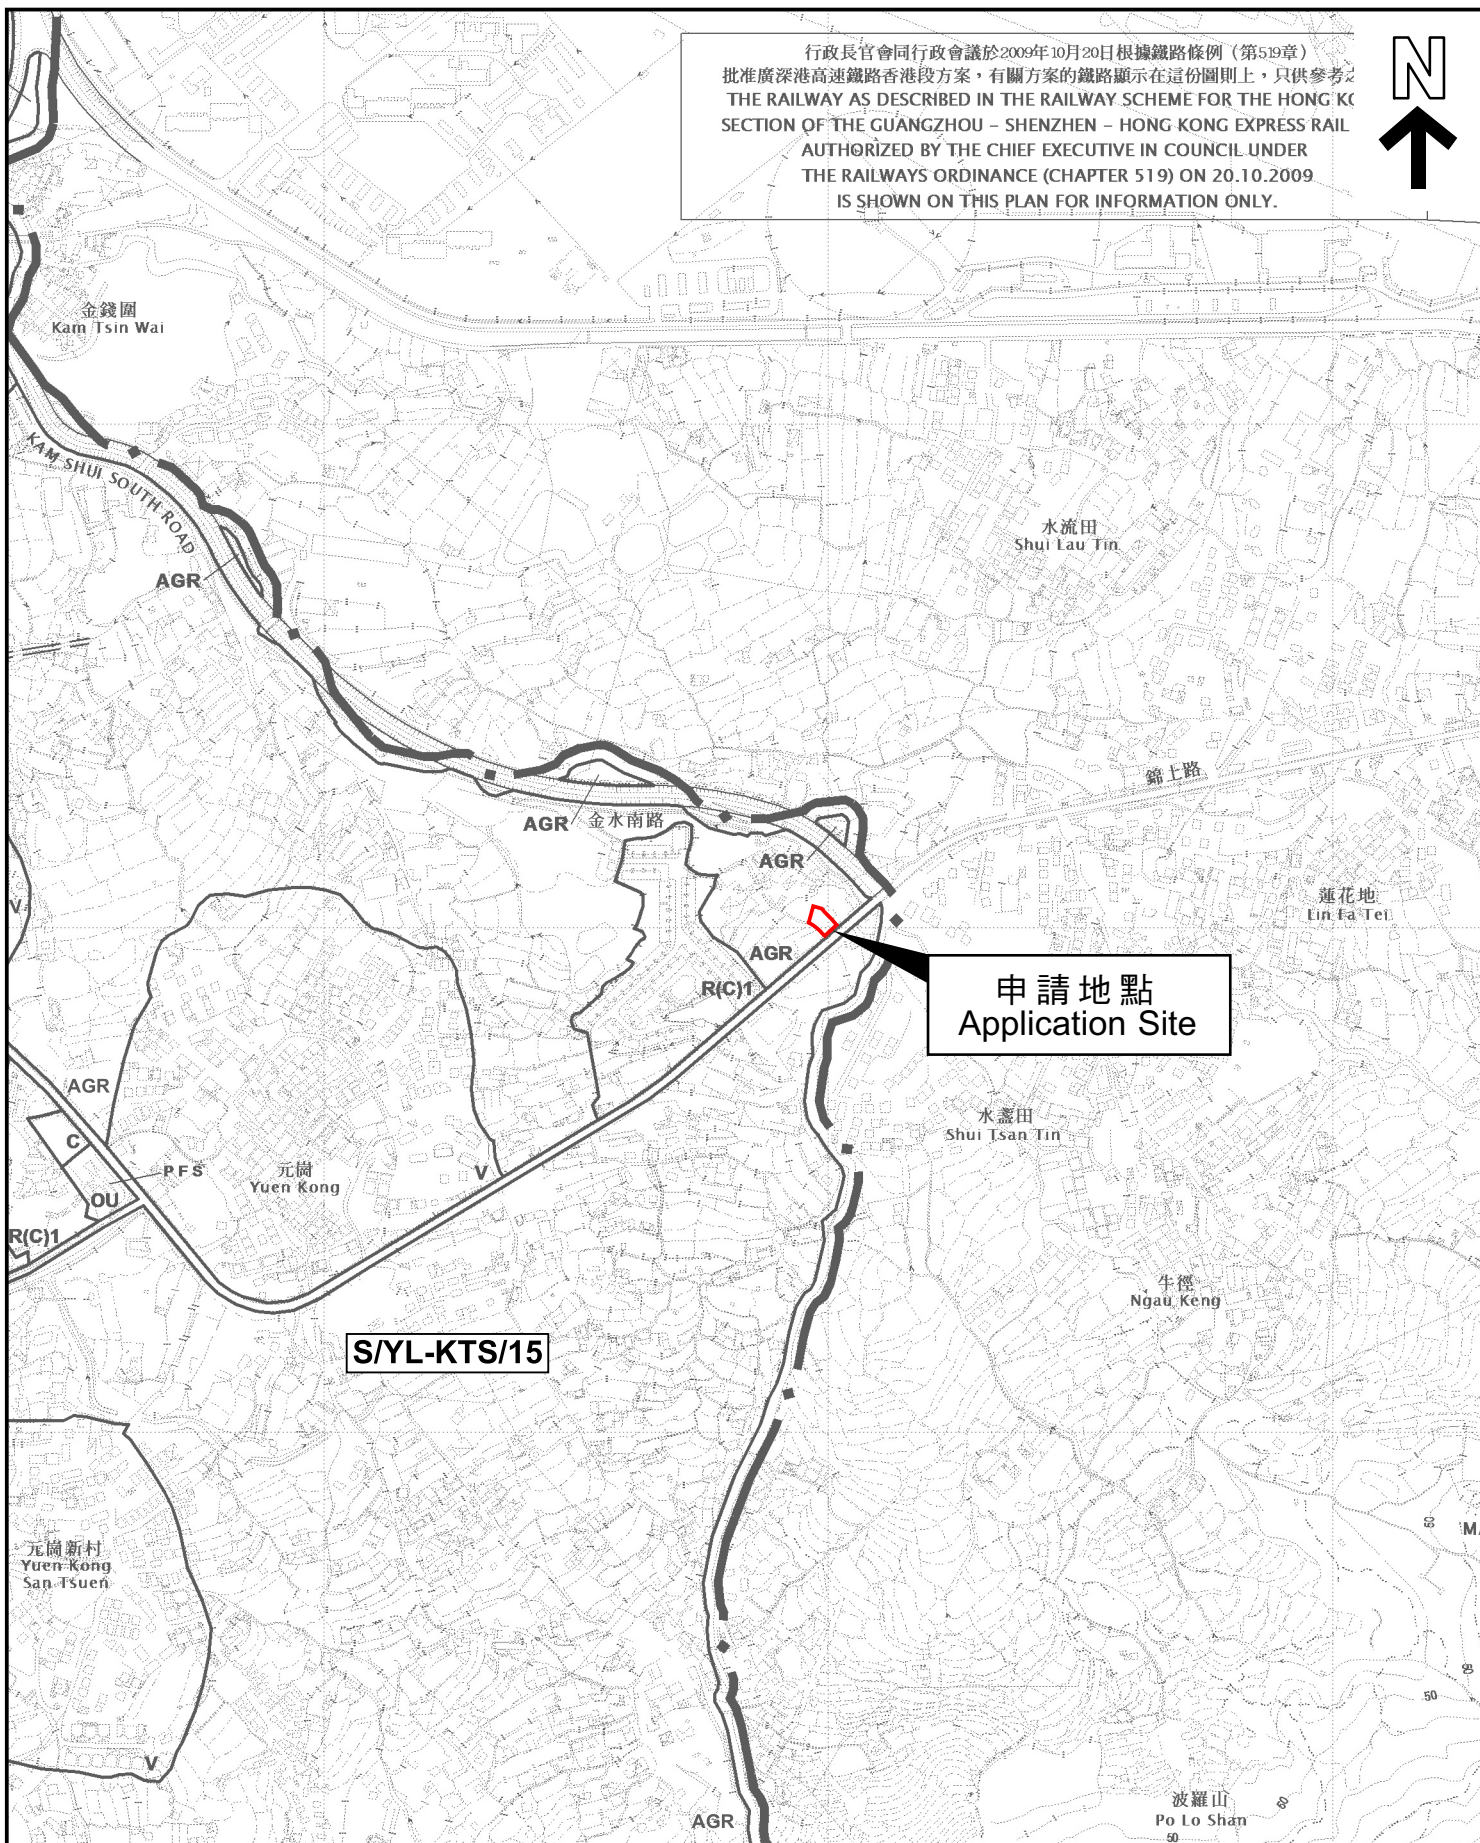 行政長官會同行政會議於2009年10月20日根據鐵路條例（第519章）
批准廣深港高速鐵路香港段方案，有關方案的鐵路顯示在這份圖則上，只供參考之
THE RAILWAY AS DESCRIBED IN THE RAILWAY SCHEME FOR THE HONG KO
SECTION OF THE GUANGZHOU – SHENZHEN – HONG KONG EXPRESS RAIL
AUTHORIZED BY THE CHIEF EXECUTIVE IN COUNCIL UNDER
THE RAILWAYS ORDINANCE (CHAPTER 519) ON 20.10.2009
IS SHOWN ON THIS PLAN FOR INFORMATION ONLY.
N
金錢圍
Kam Tsin Wai
KAM SHUI SOUTH ROAD
AGR
水流田
Shui Lau Tin
錦上路
AGR
金水南路
AGR
蓮花地
Lin Fa Tei
V
AGR
R(C)1
申請地點
Application Site
AGR
C
PFS
OU
R(C)1
元崗
Yuen Kong
V
水盞田
Shui Tsan Tin
牛徑
Ngau Keng
S/YL-KTS/15
元崗新村
Yuen Kong
San Tsuen
V
AGR
60
M
50
60
60
波羅山
Po Lo Shan
50